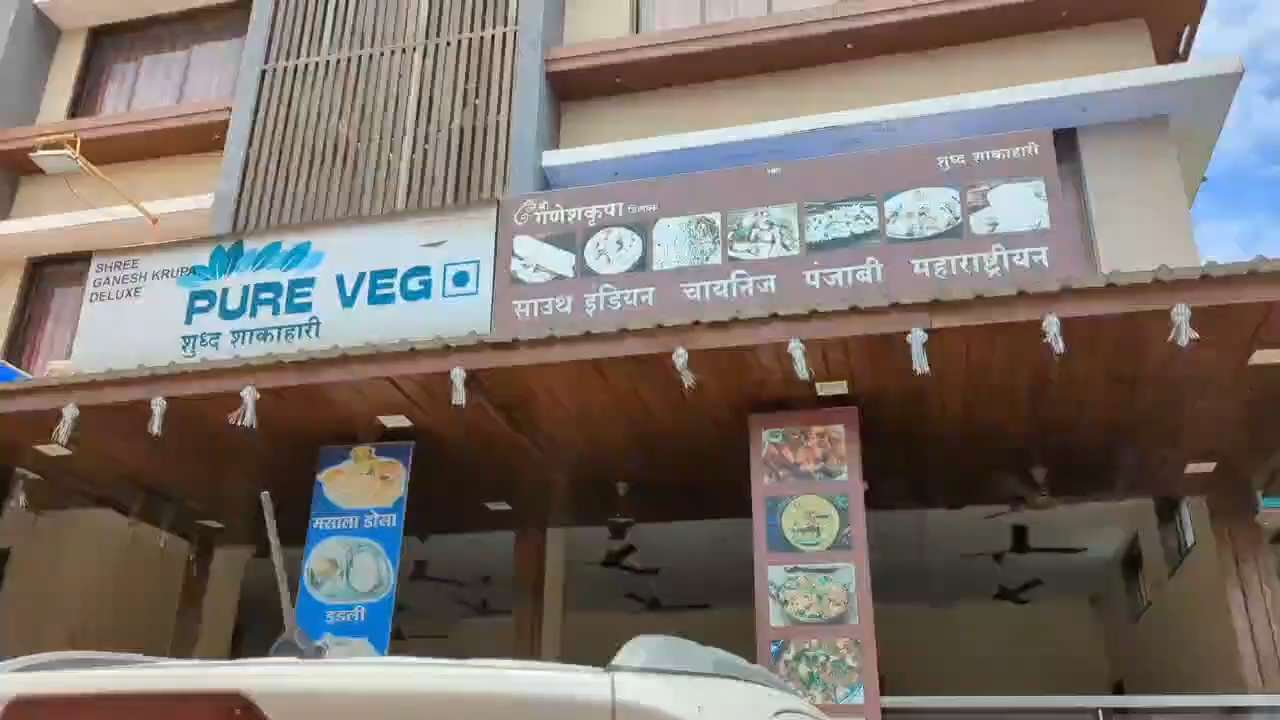 SHREE
GANESH KRUPA
DELUXE
PURE VEG
शुध्द शाकाहारी
श्री
गणेशकृपा
शुध्द शाकाहारी
साउथ इंडियन चायनिज पंजाबी महाराष्ट्रीयन
मसाला डोसा
इडली